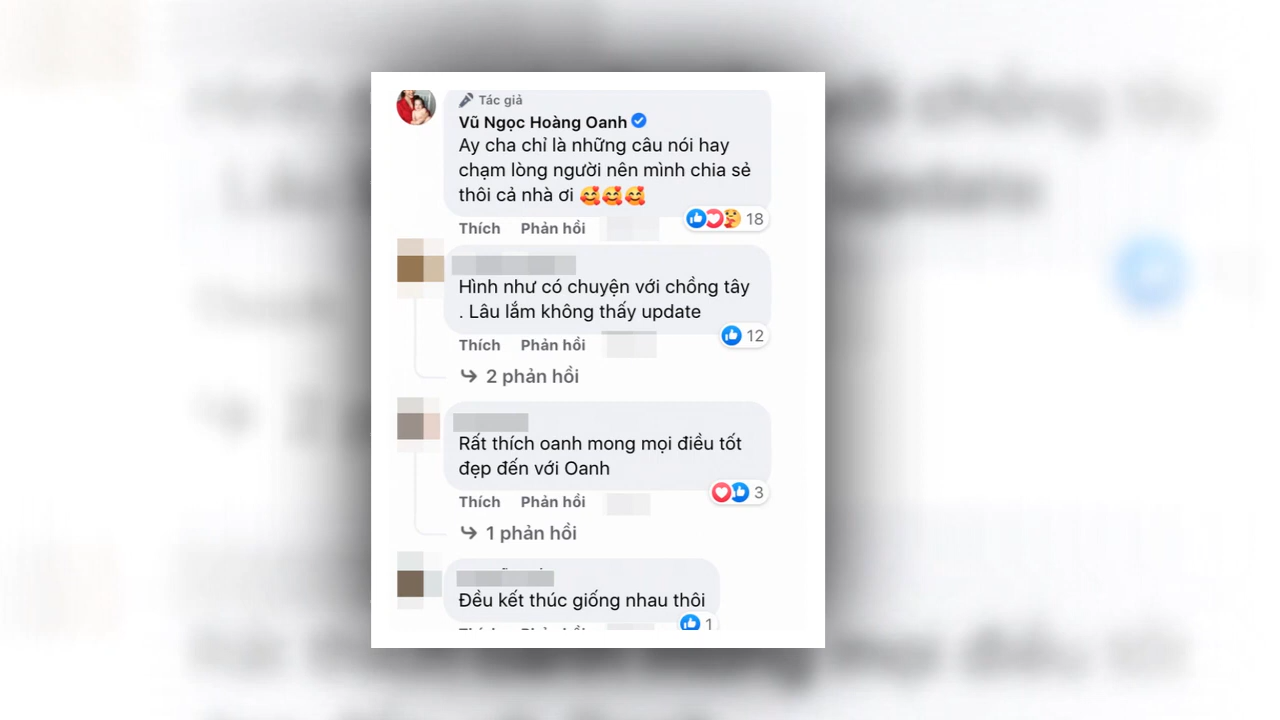 Tác giả
Vũ Ngọc Hoàng Oanh
Ay cha chỉ là những câu nói hay
chạm lòng người nên mình chia sẻ
thôi cả nhà ơi 🥰🥰🥰
Thích Phản hồi 18
Hình như có chuyện với chồng tây
. Lâu lắm không thấy update
12
Thích Phản hồi
2 phản hồi
Rất thích oanh mong mọi điều tốt
đẹp đến với Oanh
3
Thích Phản hồi
1 phản hồi
Đều kết thúc giống nhau thôi
1